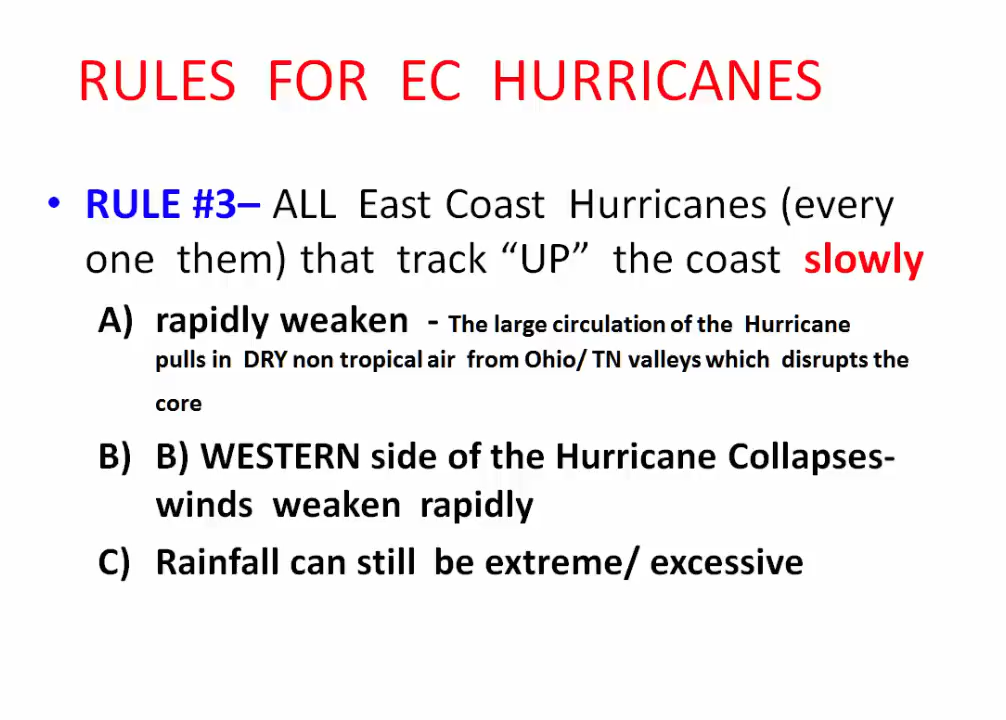 RULES FOR EC HURRICANES
• RULE #3– ALL East Coast Hurricanes (every
one them) that track “UP” the coast slowly
A) rapidly weaken - The large circulation of the Hurricane
pulls in DRY non tropical air from Ohio/ TN valleys which disrupts the
core
B) B) WESTERN side of the Hurricane Collapses-
winds weaken rapidly
C) Rainfall can still be extreme/ excessive